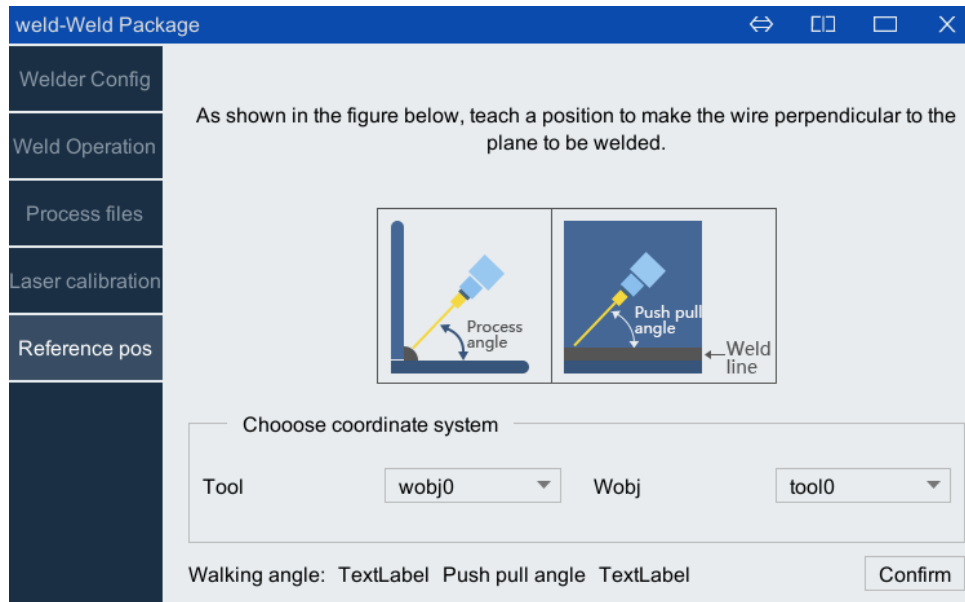 weld-Weld Package
Welder Config
Weld Operation
Process files
Laser calibration
Reference pos
As shown in the figure below, teach a position to make the wire perpendicular to the
plane to be welded.
Process
angle
Push pull
angle
Weld
line
Chooose coordinate system
Tool wobj0 Wobj tool0
Walking angle: TextLabel Push pull angle TextLabel Confirm